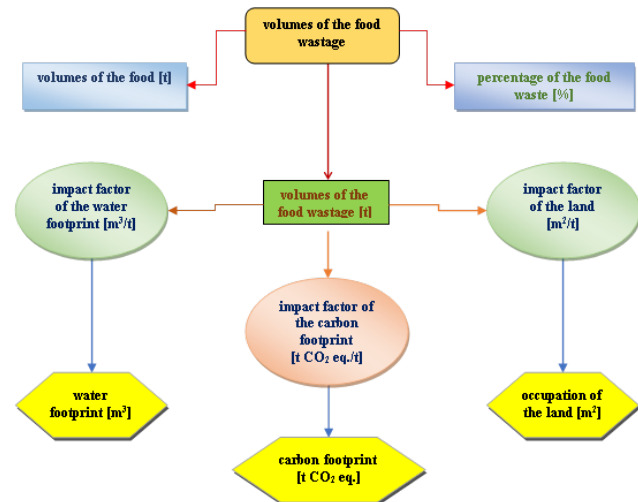 volumes of the food
wastage
volumes of the food [t]
percentage of the food
waste [%]
impact factor
of the water
footprint [m³/t]
volumes of the
the food wastage [t]
impact factor
of the land
[m²/t]
impact factor of
the carbon
footprint
[t CO₂ eq./t]
water
footprint [m³]
occupation of
the land [m²]
carbon footprint
[t CO₂ eq.]